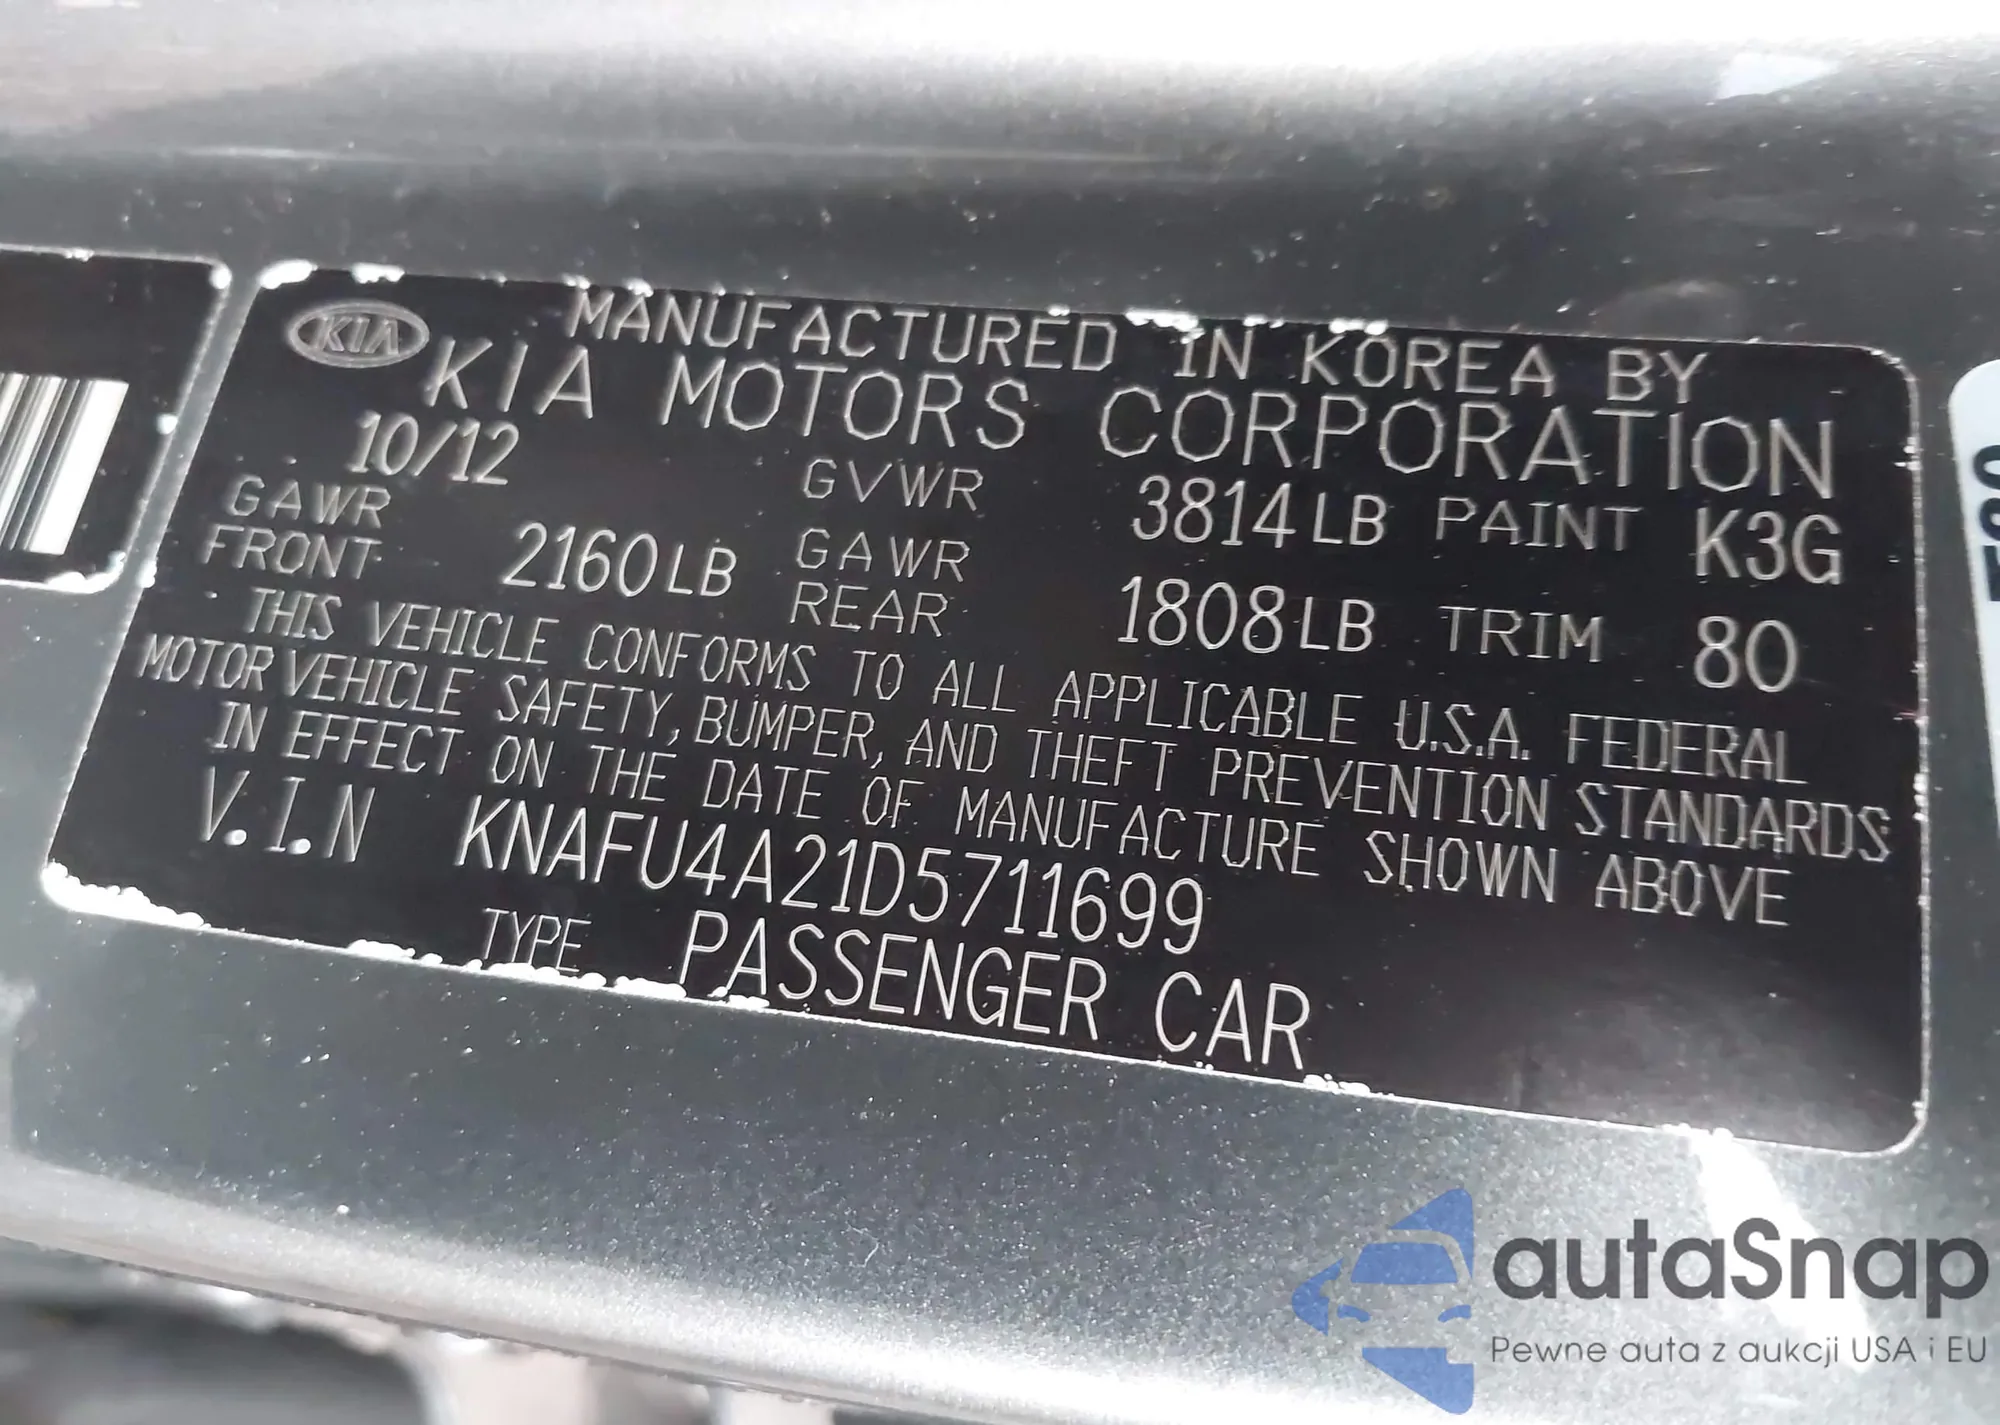 KIA
MANUFACTURED IN KOREA BY
KIA MOTORS CORPORATION
10/12 GVWR 3814LB PAINT K3G
GAWR FRONT 2160LB GAWR REAR 1808LB TRIM 80
THIS VEHICLE CONFORMS TO ALL APPLICABLE U.S.A. FEDERAL
MOTOR VEHICLE SAFETY, BUMPER, AND THEFT PREVENTION STANDARDS
IN EFFECT ON THE DATE OF MANUFACTURE SHOWN ABOVE
V.I.N KNAFU4A21D5711699
TYPE PASSENGER CAR
autaSnap
Pewne auta z aukcji USA i EU